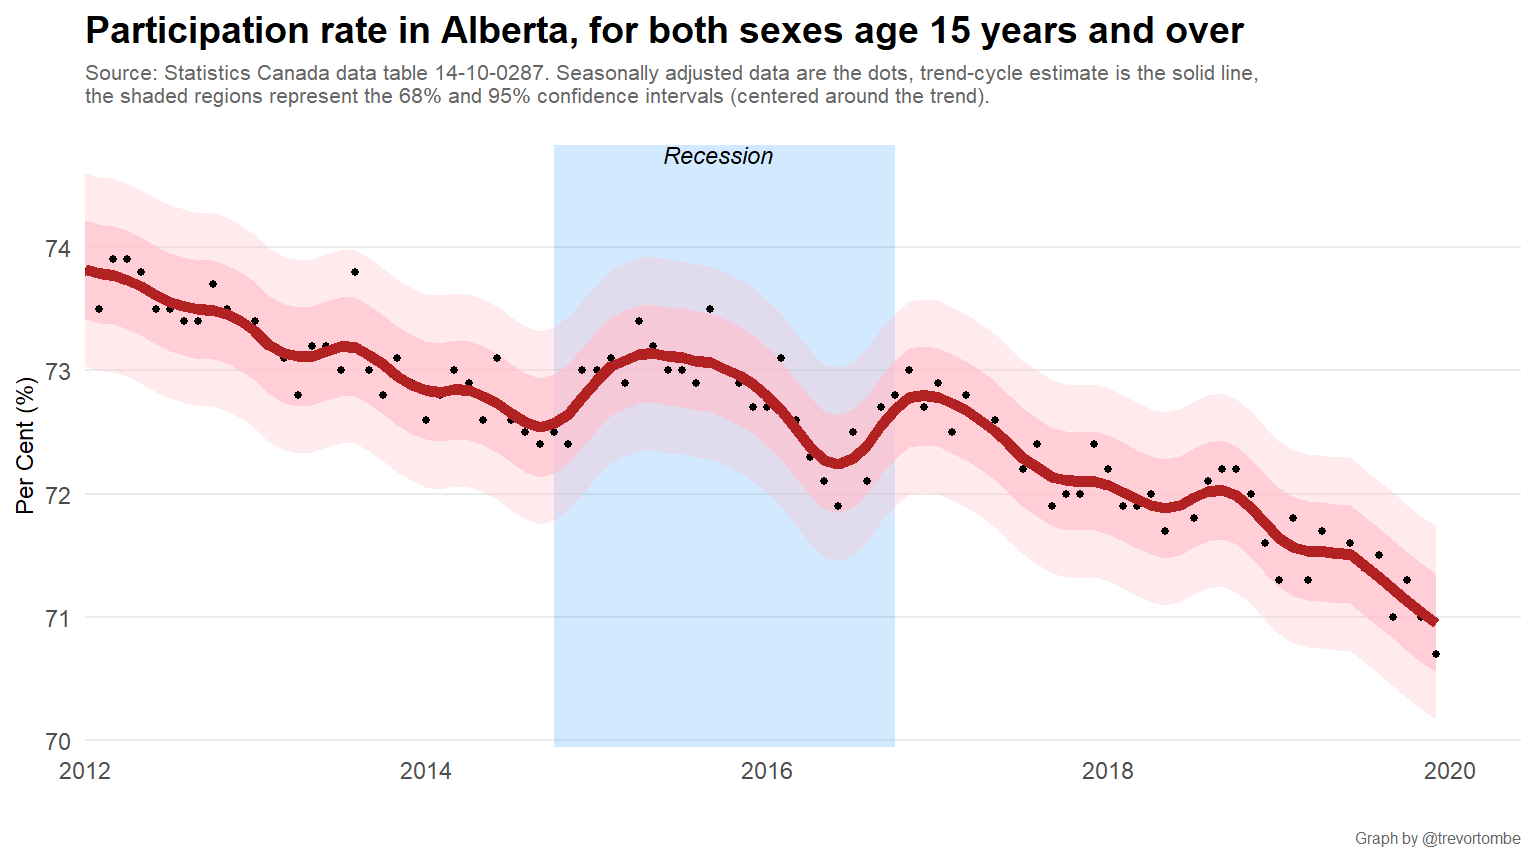 Participation rate in Alberta, for both sexes age 15 years and over
Source: Statistics Canada data table 14-10-0287. Seasonally adjusted data are the dots, trend-cycle estimate is the solid line,
the shaded regions represent the 68% and 95% confidence intervals (centered around the trend).
Recession
Per Cent (%)
74
73
72
71
70
2012 2014 2016 2018 2020
Graph by @trevortombe